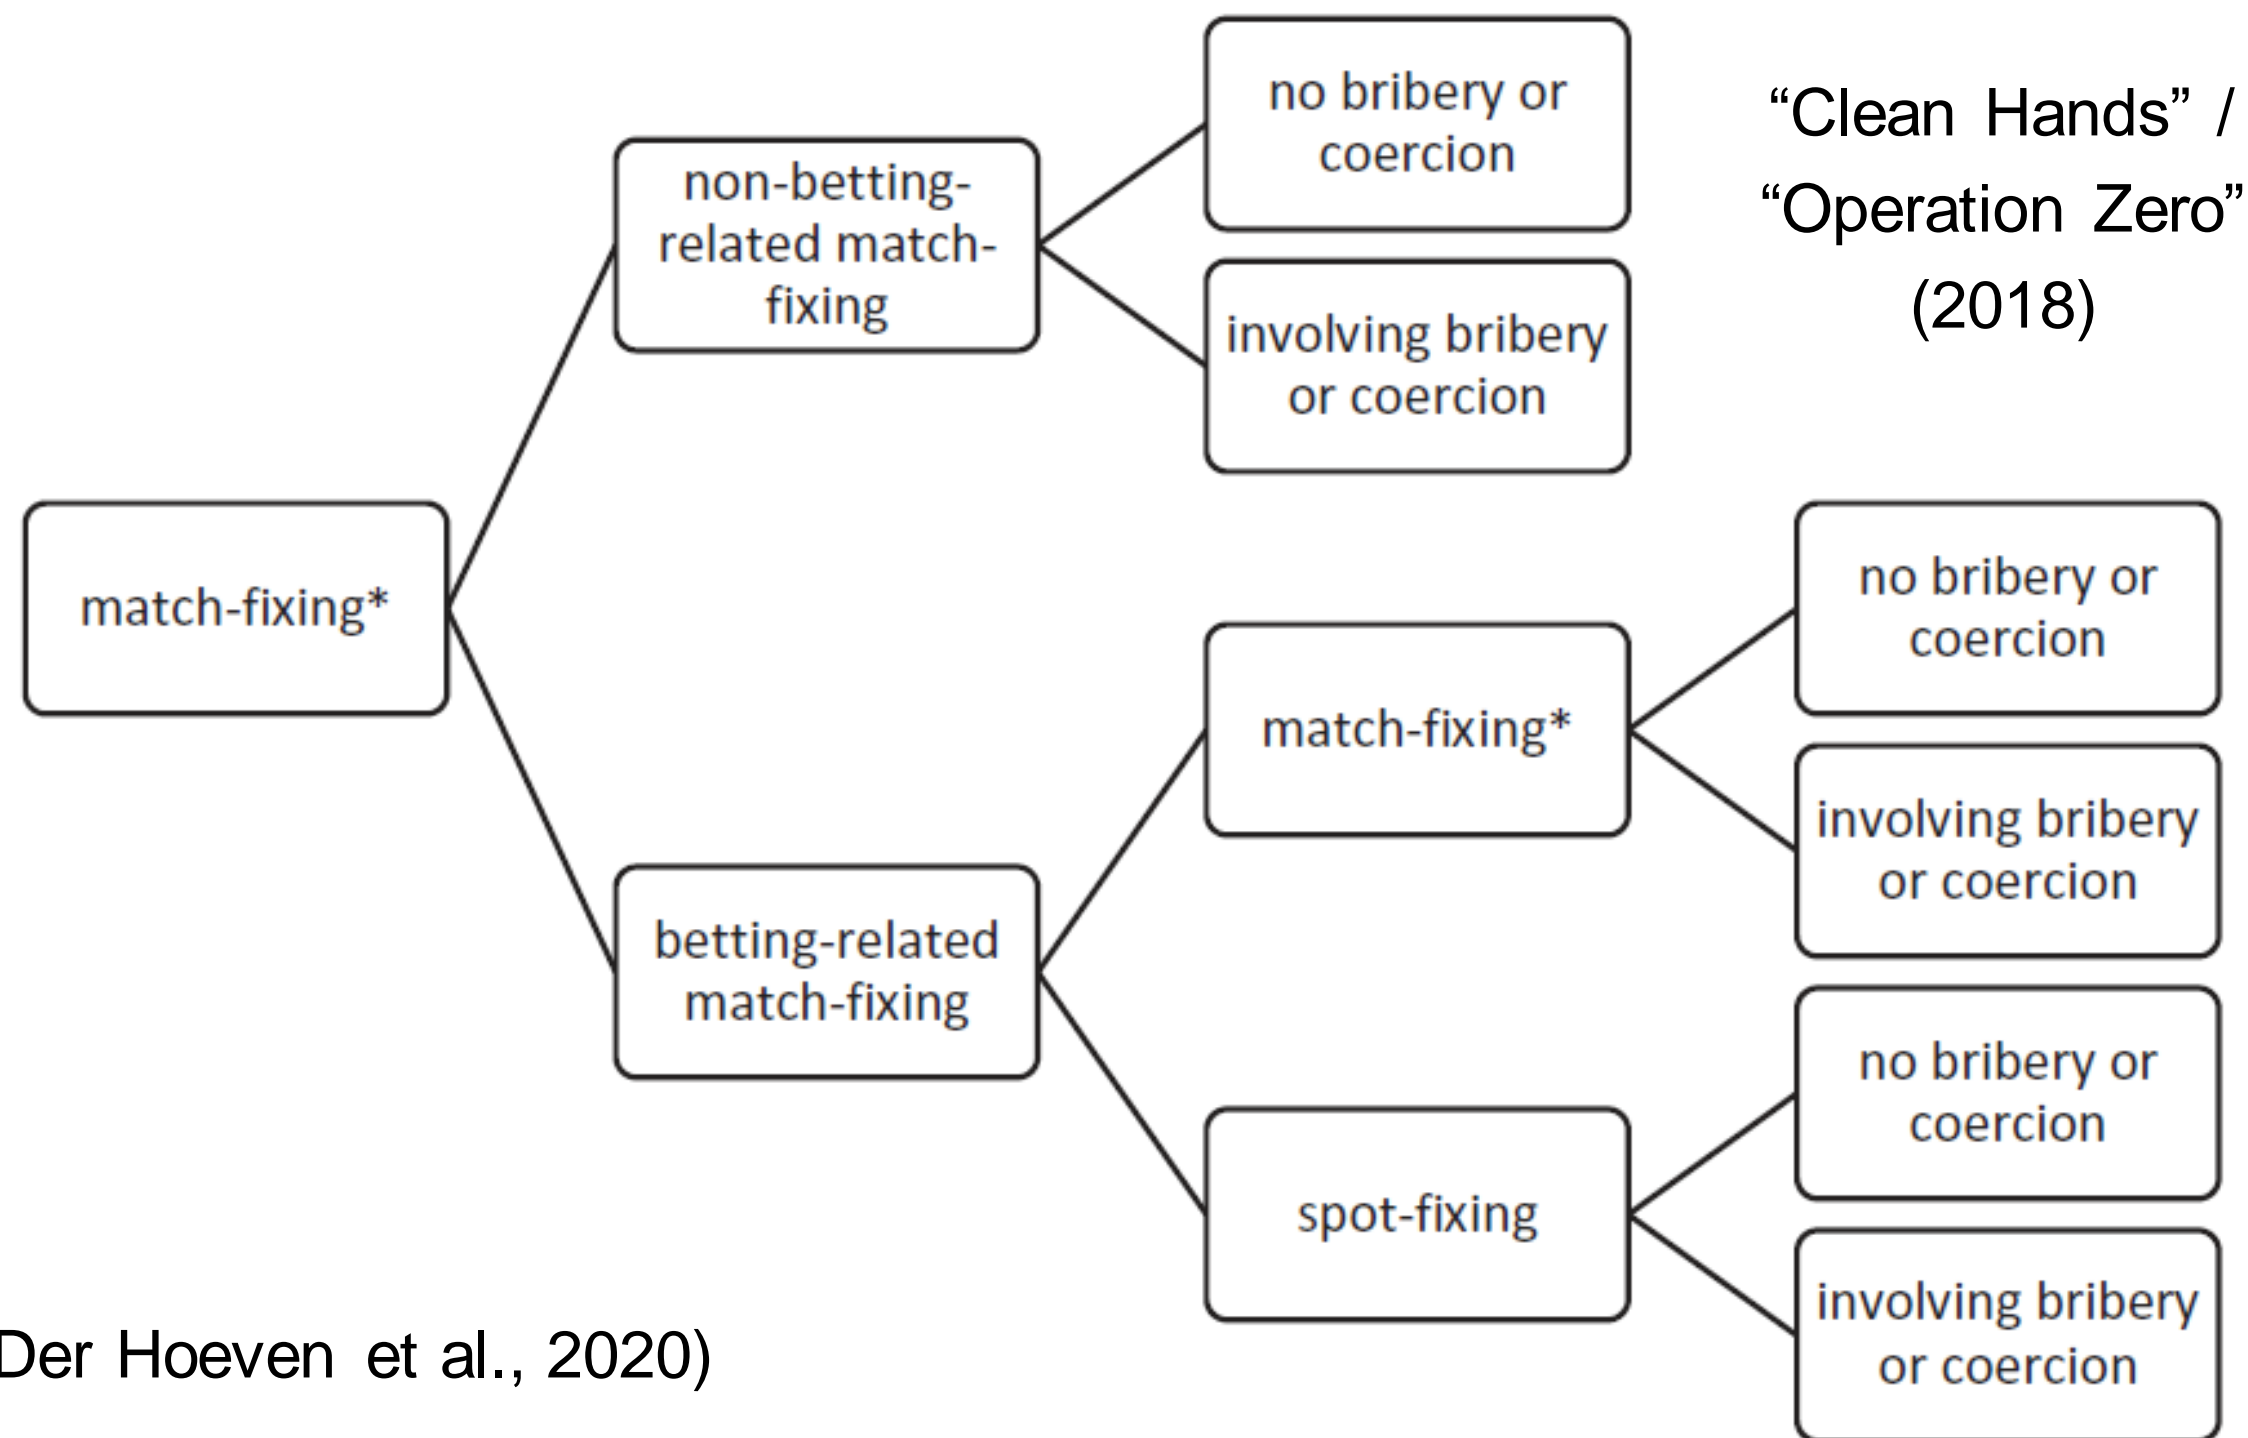 no bribery or
coercion
“Clean Hands” /
“Operation Zero”
(2018)
non-betting-
related match-
fixing
involving bribery
or coercion
match-fixing*
no bribery or
coercion
match-fixing*
involving bribery
or coercion
betting-related
match-fixing
no bribery or
coercion
spot-fixing
involving bribery
or coercion
Der Hoeven et al., 2020)